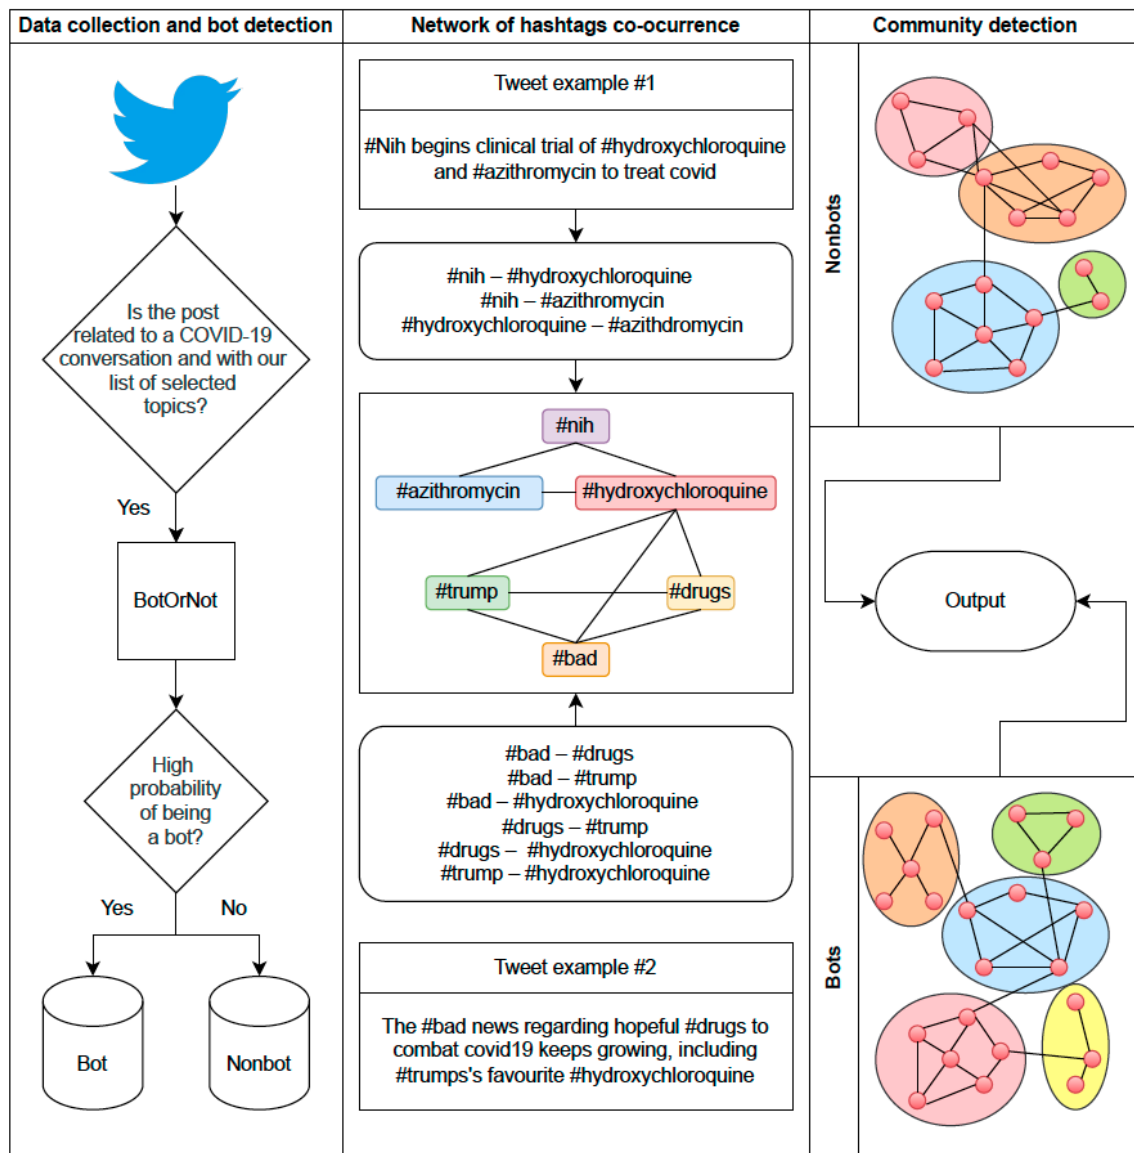 Data collection and bot detection
Is the post
related to a COVID-19
conversation and with our
list of selected
topics?
Yes
BotOrNot
High
probability
of being
a bot?
Yes
No
Bot
Nonbot
Network of hashtags co-ocurrence
Tweet example #1
#Nih begins clinical trial of #hydroxychloroquine
and #azithromycin to treat covid
#nih – #hydroxychloroquine
#nih – #azithromycin
#hydroxychloroquine – #azithdromycin
#nih
#azithromycin
#hydroxychloroquine
#trump
#drugs
#bad
#bad – #drugs
#bad – #trump
#bad – #hydroxychloroquine
#drugs – #trump
#drugs – #hydroxychloroquine
#trump – #hydroxychloroquine
Tweet example #2
The #bad news regarding hopeful #drugs to
combat covid19 keeps growing, including
#trumps's favourite #hydroxychloroquine
Community detection
Nonbots
Output
Bots